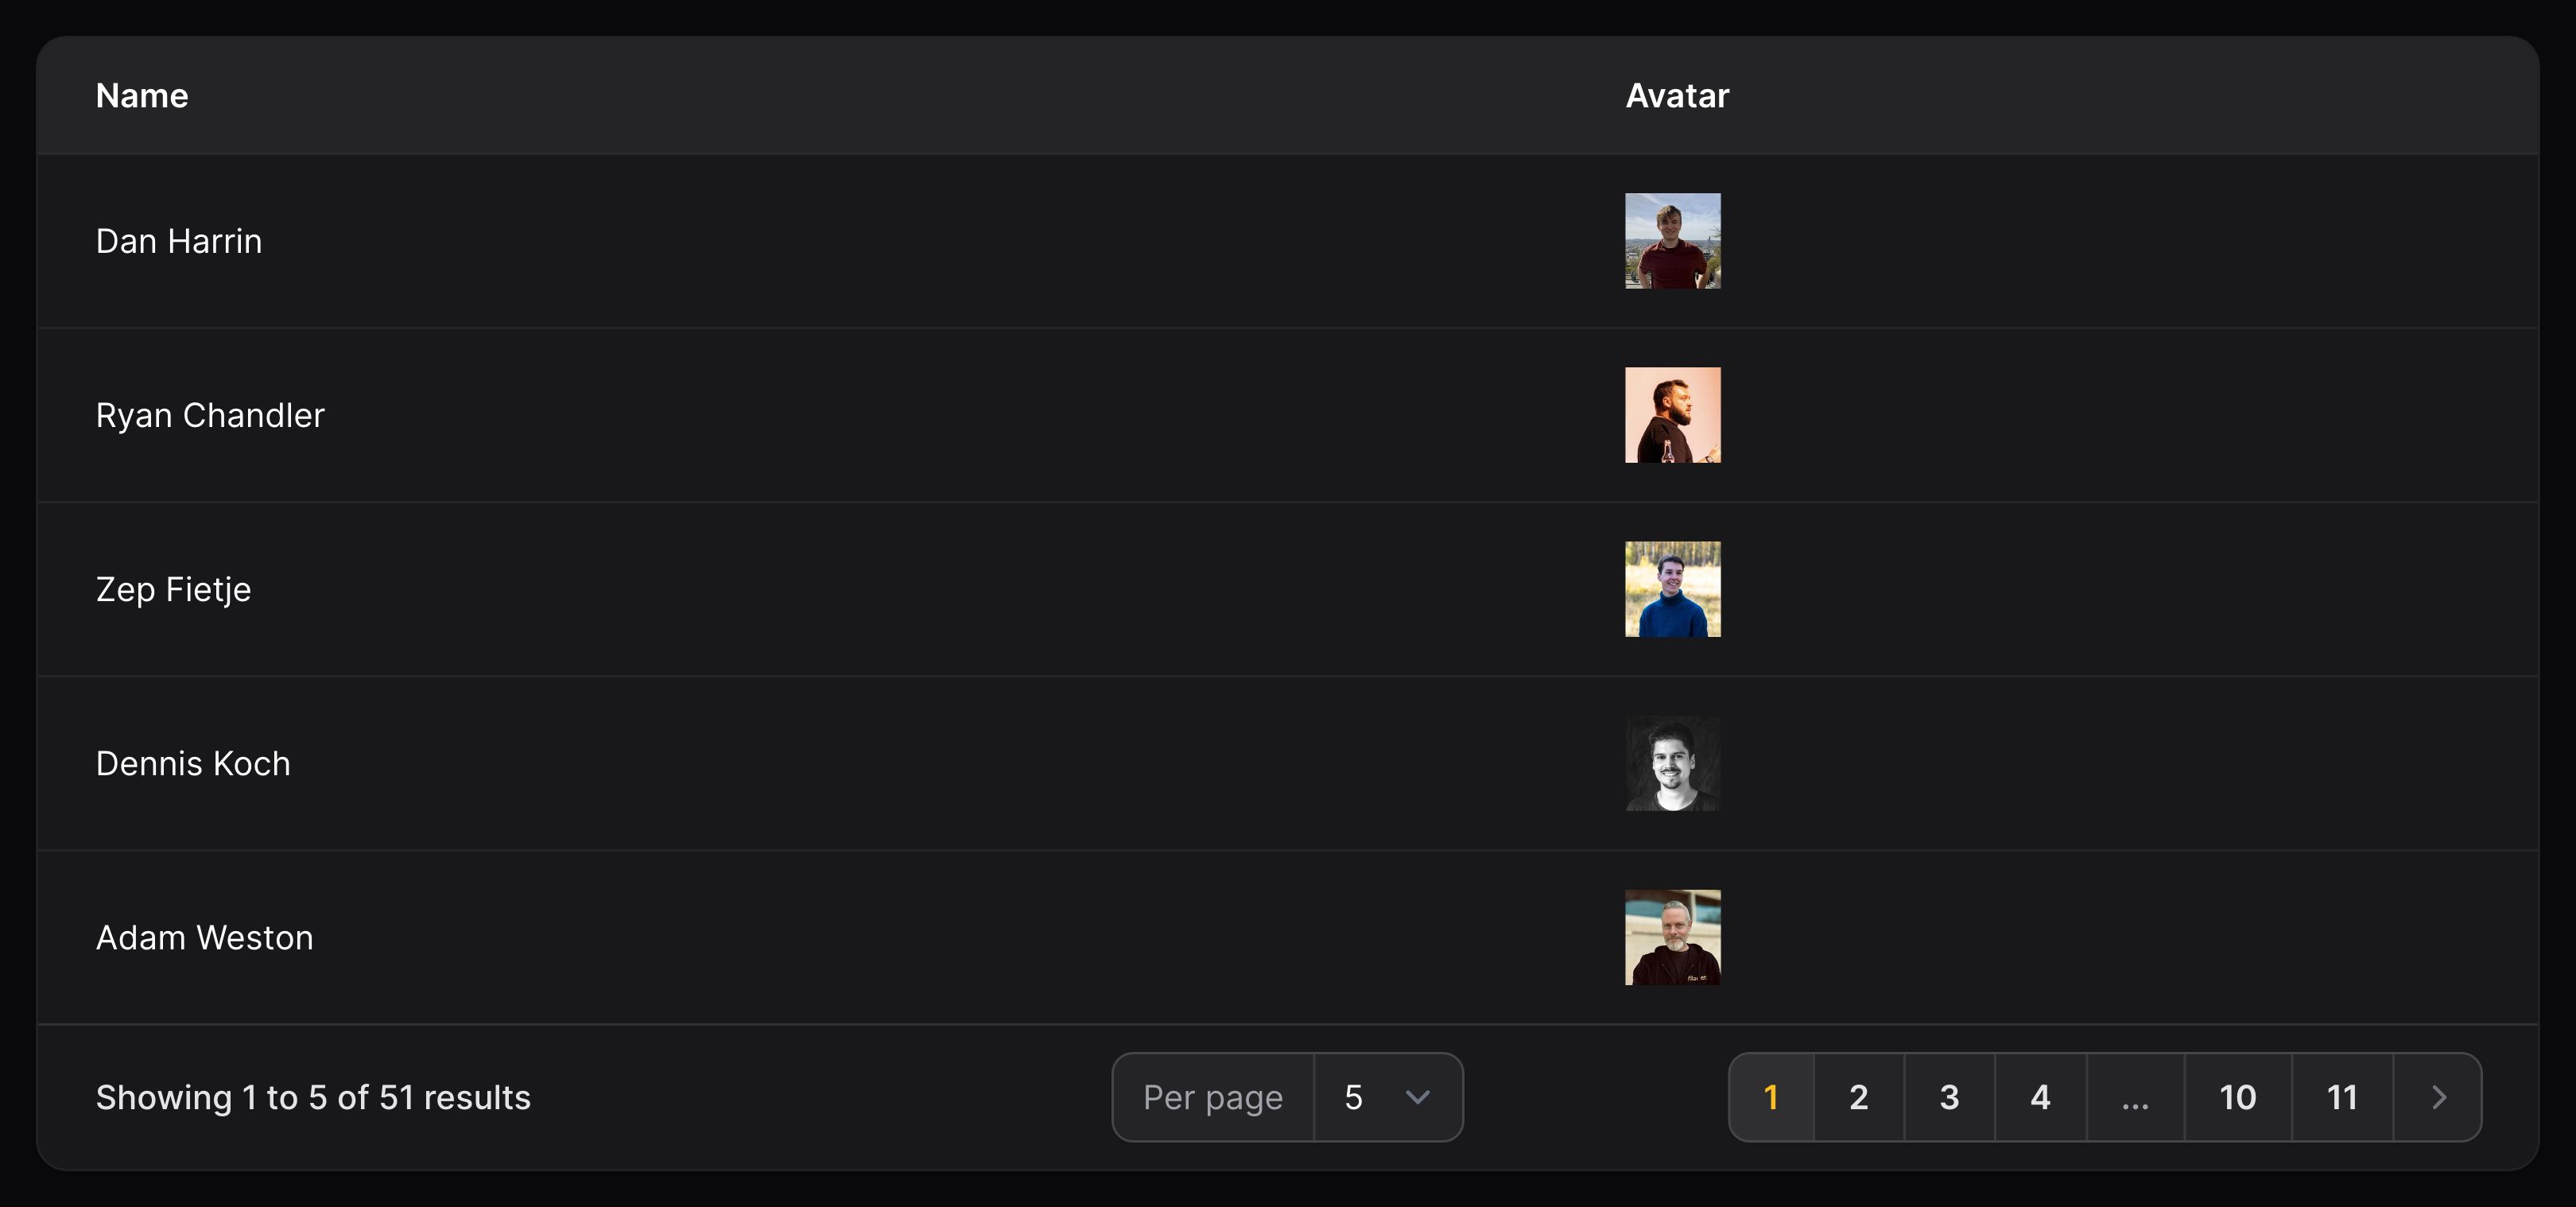 Name Avatar
Dan Harrin
Ryan Chandler
Zep Fietje
Dennis Koch
Adam Weston
Showing 1 to 5 of 51 results Per page 5 1 2 3 4 ... 10 11